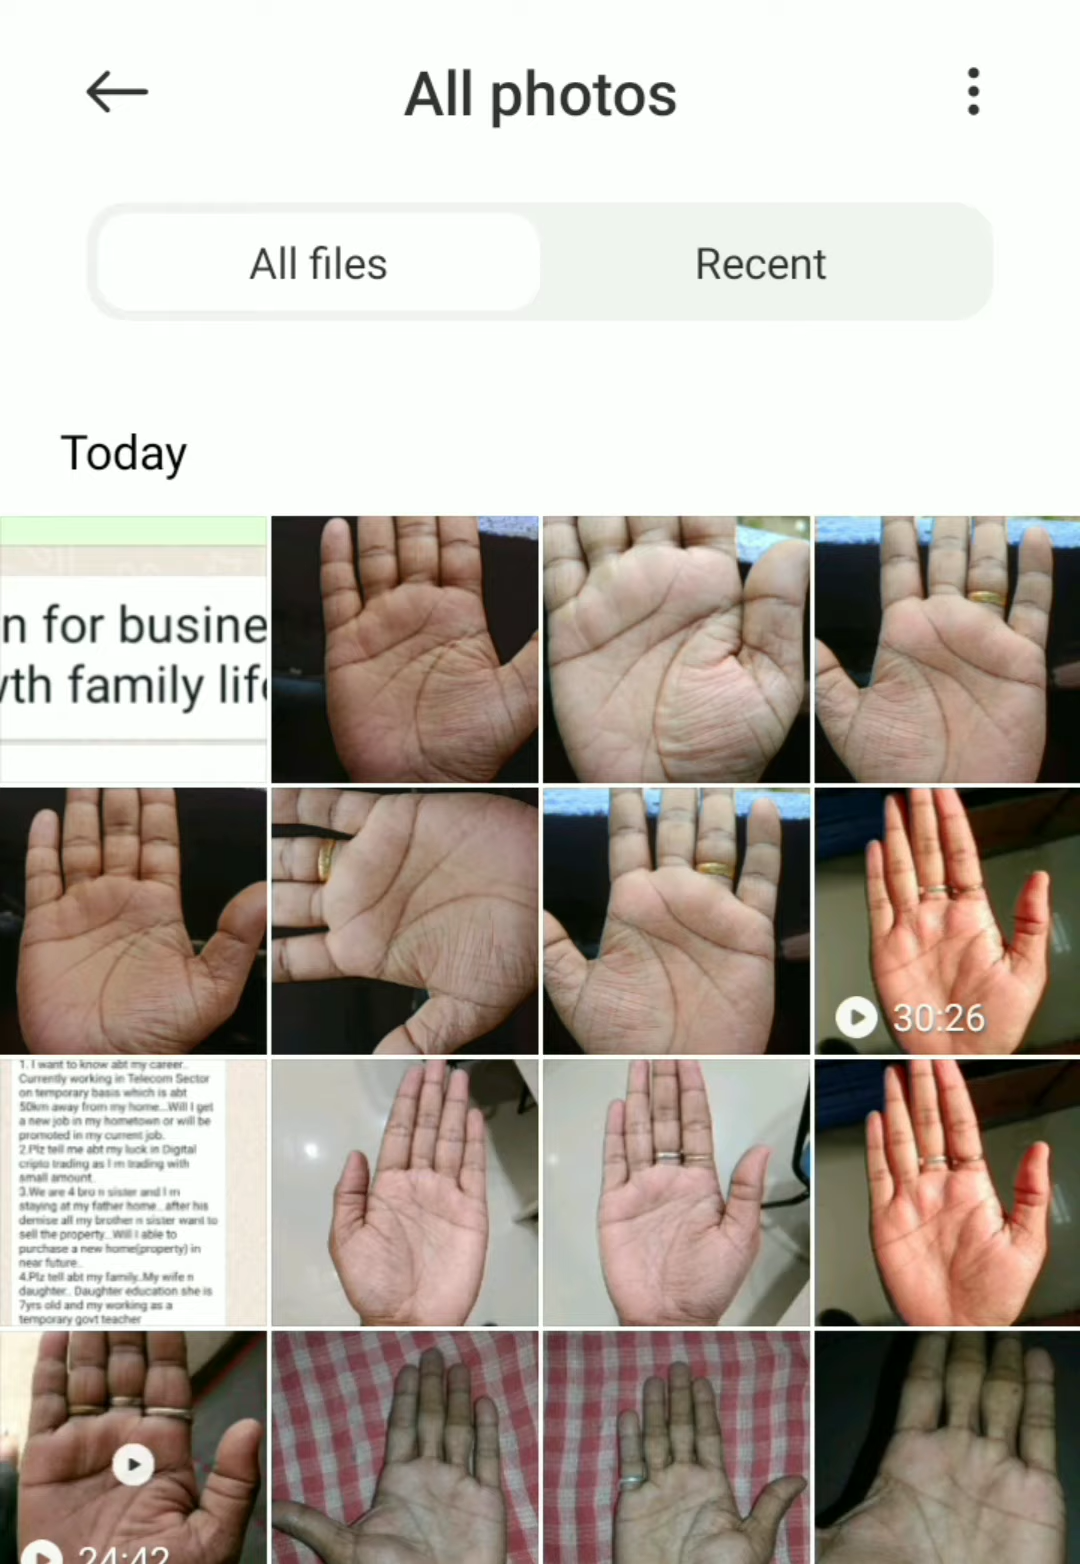 All photos
All files
Recent
Today
n for busine
th family life
30:26
1. I want to know abt my career..
Currently working in Telecom Sector
on temporary basis which is abt
50km away from my home...Will I get
a new job in my hometown or will be
promoted in my current job.
2.Plz tell me abt my luck in Digital
cripto trading as I m trading with
small amount.
3.We are 4 bro n sister and I m
staying at my father home.. after his
demise all my brother n sister want to
sell the property...Will I able to
purchase a new home(property) in
near future..
4.Plz tell abt my family..My wife n
daughter.. Daughter education she is
7yrs old and my working as a
temporary govt teacher
24:42